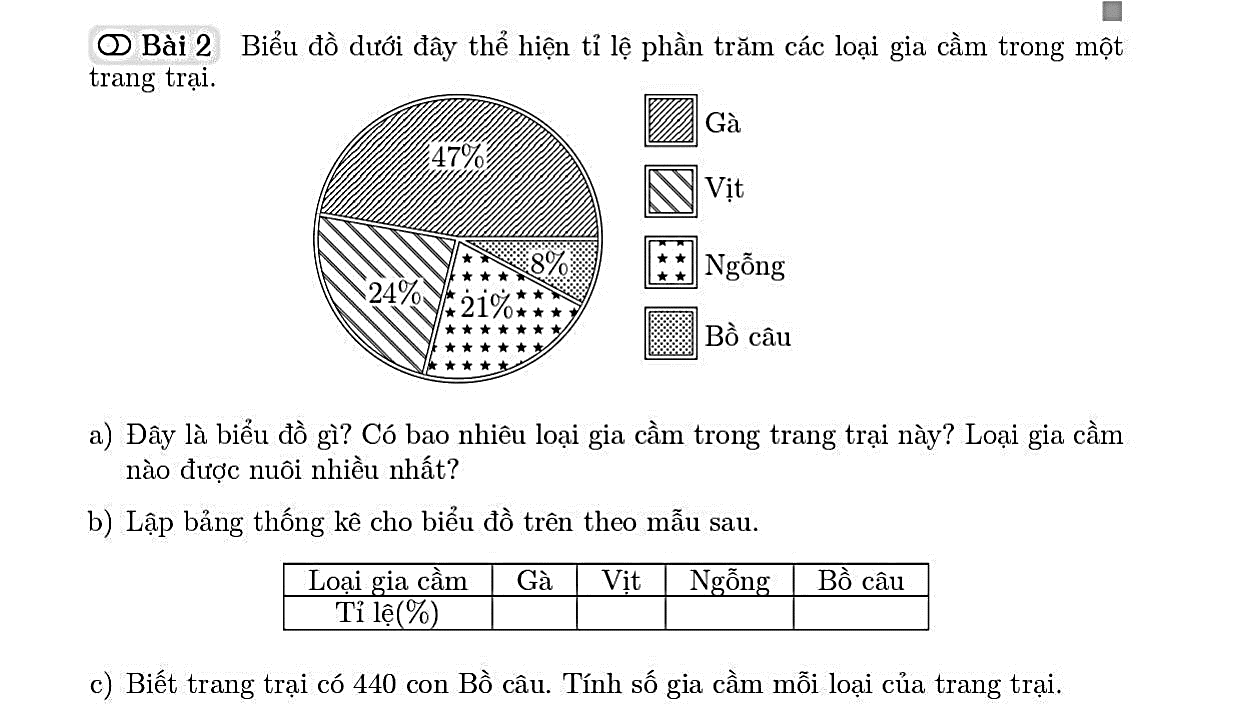 Bài 2 Biểu đồ dưới đây thể hiện tỉ lệ phần trăm các loại gia cầm trong một
trang trại.
47%
24%
21%
8%
Gà
Vịt
Ngỗng
Bồ câu
a) Đây là biểu đồ gì? Có bao nhiêu loại gia cầm trong trang trại này? Loại gia cầm
nào được nuôi nhiều nhất?
b) Lập bảng thống kê cho biểu đồ trên theo mẫu sau.
Loại gia cầm Gà Vịt Ngỗng Bồ câu
Tỉ lệ(%)
c) Biết trang trại có 440 con Bồ câu. Tính số gia cầm mỗi loại của trang trại.